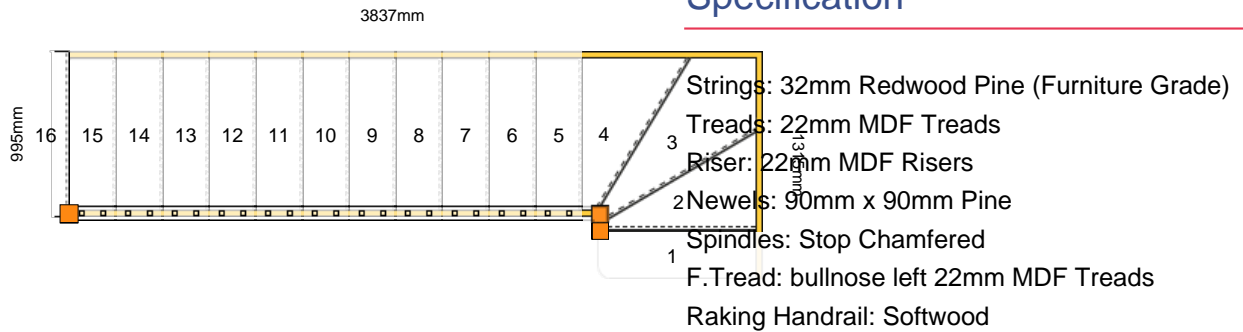 Specification
3837mm
995mm
16 15 14 13 12 11 10 9 8 7 6 5 4 3
2
1
1315mm
Strings: 32mm Redwood Pine (Furniture Grade)
Treads: 22mm MDF Treads
Riser: 22mm MDF Risers
Newels: 90mm x 90mm Pine
Spindles: Stop Chamfered
F.Tread: bullnose left 22mm MDF Treads
Raking Handrail: Softwood